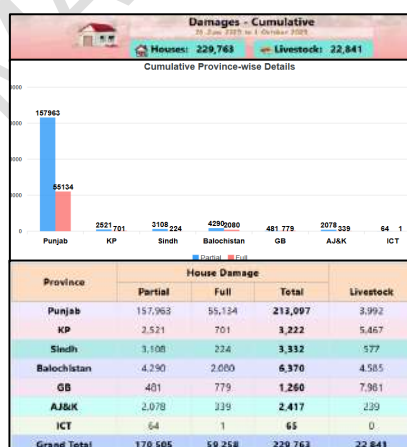 Damages - Cumulative
Houses: 229,763 Livestock: 22,841
Cumulative Province-wise Details
157963
55134
2521 701
3108 224
4290 2080
481 779
2078 339
64 1
0
Punjab KP Sindh Balochistan GB AJ&K ICT
Partial Full
Province House Damage Livestock
Partial Full Total
Punjab 157,963 55,134 213,097 3,992
KP 2,521 701 3,222 5,467
Sindh 3,108 224 3,332 577
Balochistan 4,290 2,080 6,370 4,585
GB 481 779 1,260 7,981
AJ&K 2,078 339 2,417 239
ICT 64 1 65 0
Grand Total 170,505 59,258 229,763 22,841